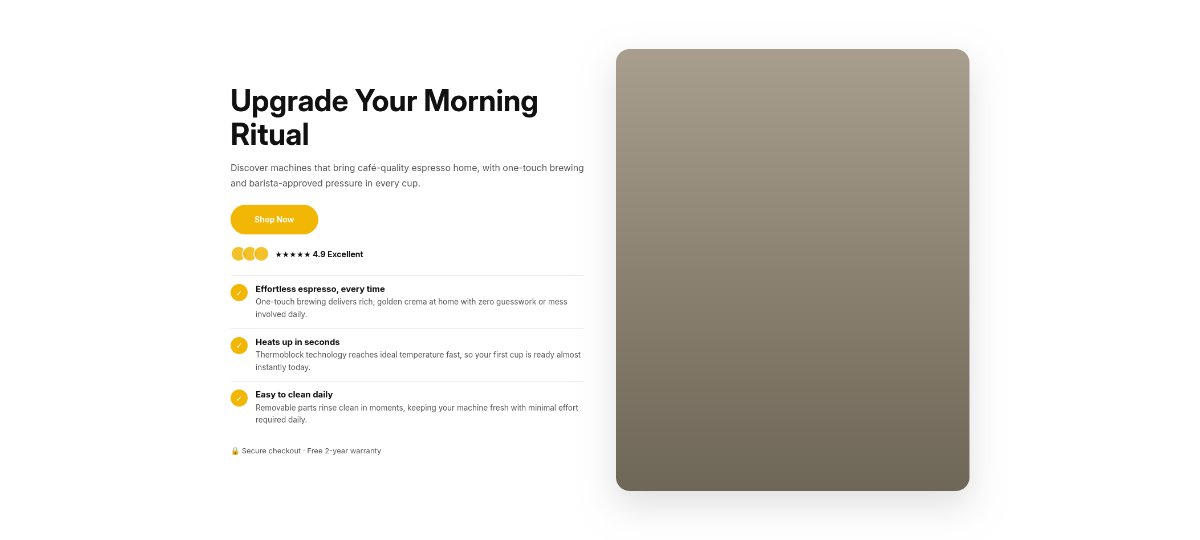 Upgrade Your Morning
Ritual
Discover machines that bring café-quality espresso home, with one-touch brewing
and barista-approved pressure in every cup.
Shop Now
★★★★★ 4.9 Excellent
✓ Effortless espresso, every time
One-touch brewing delivers rich, golden crema at home with zero guesswork or mess
involved daily.
✓ Heats up in seconds
Thermoblock technology reaches ideal temperature fast, so your first cup is ready almost
instantly today.
✓ Easy to clean daily
Removable parts rinse clean in moments, keeping your machine fresh with minimal effort
required daily.
🔒 Secure checkout · Free 2-year warranty